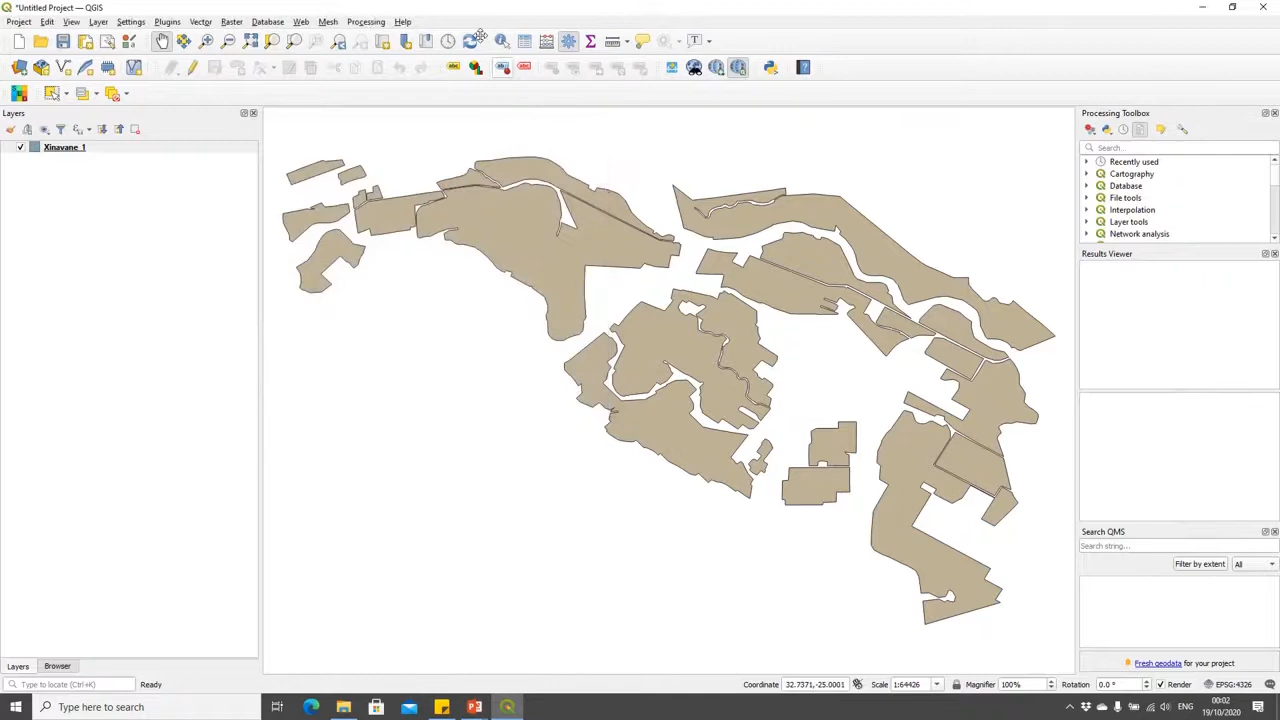 *Untitled Project — QGIS
Project Edit View Layer Settings Plugins Vector Raster Database Web Mesh Processing Help
Layers
Xinavane_1
Processing Toolbox
Search...
Recently used
Cartography
Database
File tools
Interpolation
Layer tools
Network analysis
Results Viewer
Search QMS
Search string...
Filter by extent All
Fresh geodata for your project
Layers Browser
Type to locate (Ctrl+K) Ready Coordinate 32.7371,-25.0001 Scale 1:64426 Magnifier 100% Rotation 0.0 ° Render EPSG:4326
Type here to search
00:02
19/10/2020